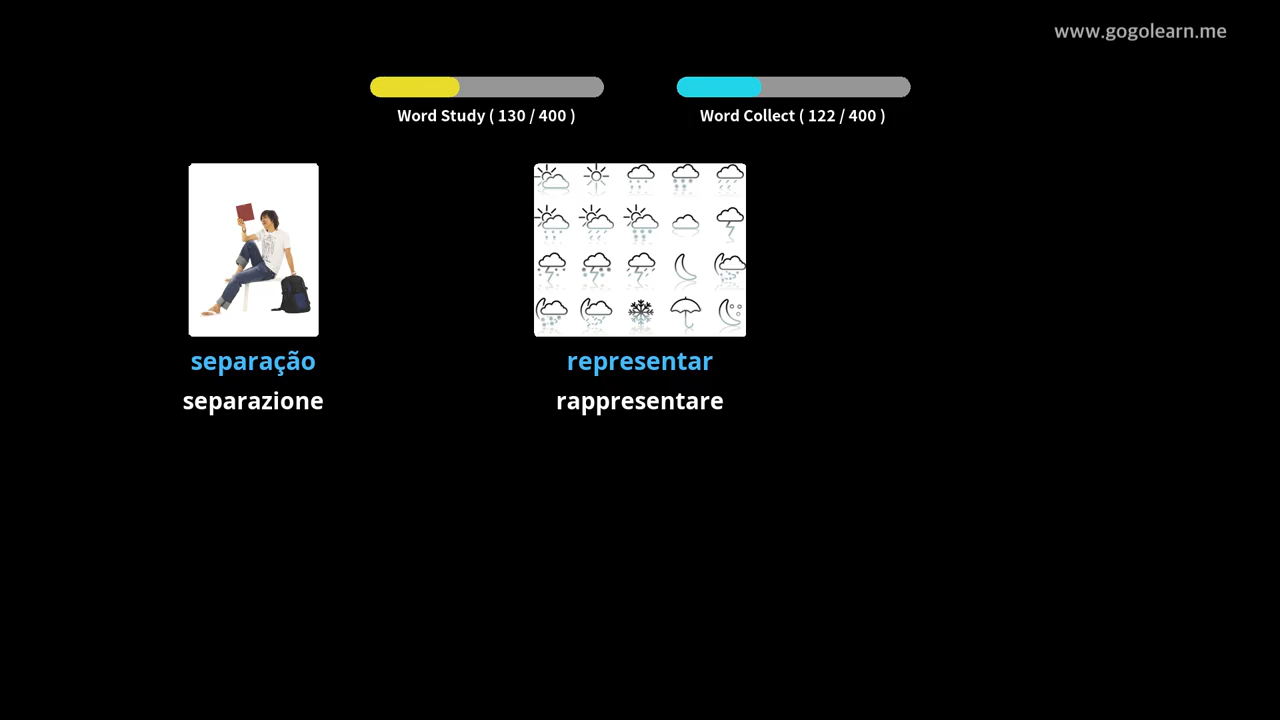 www.gogolearn.me
Word Study ( 130 / 400 )
Word Collect ( 122 / 400 )
separação
separazione
representar
rappresentare